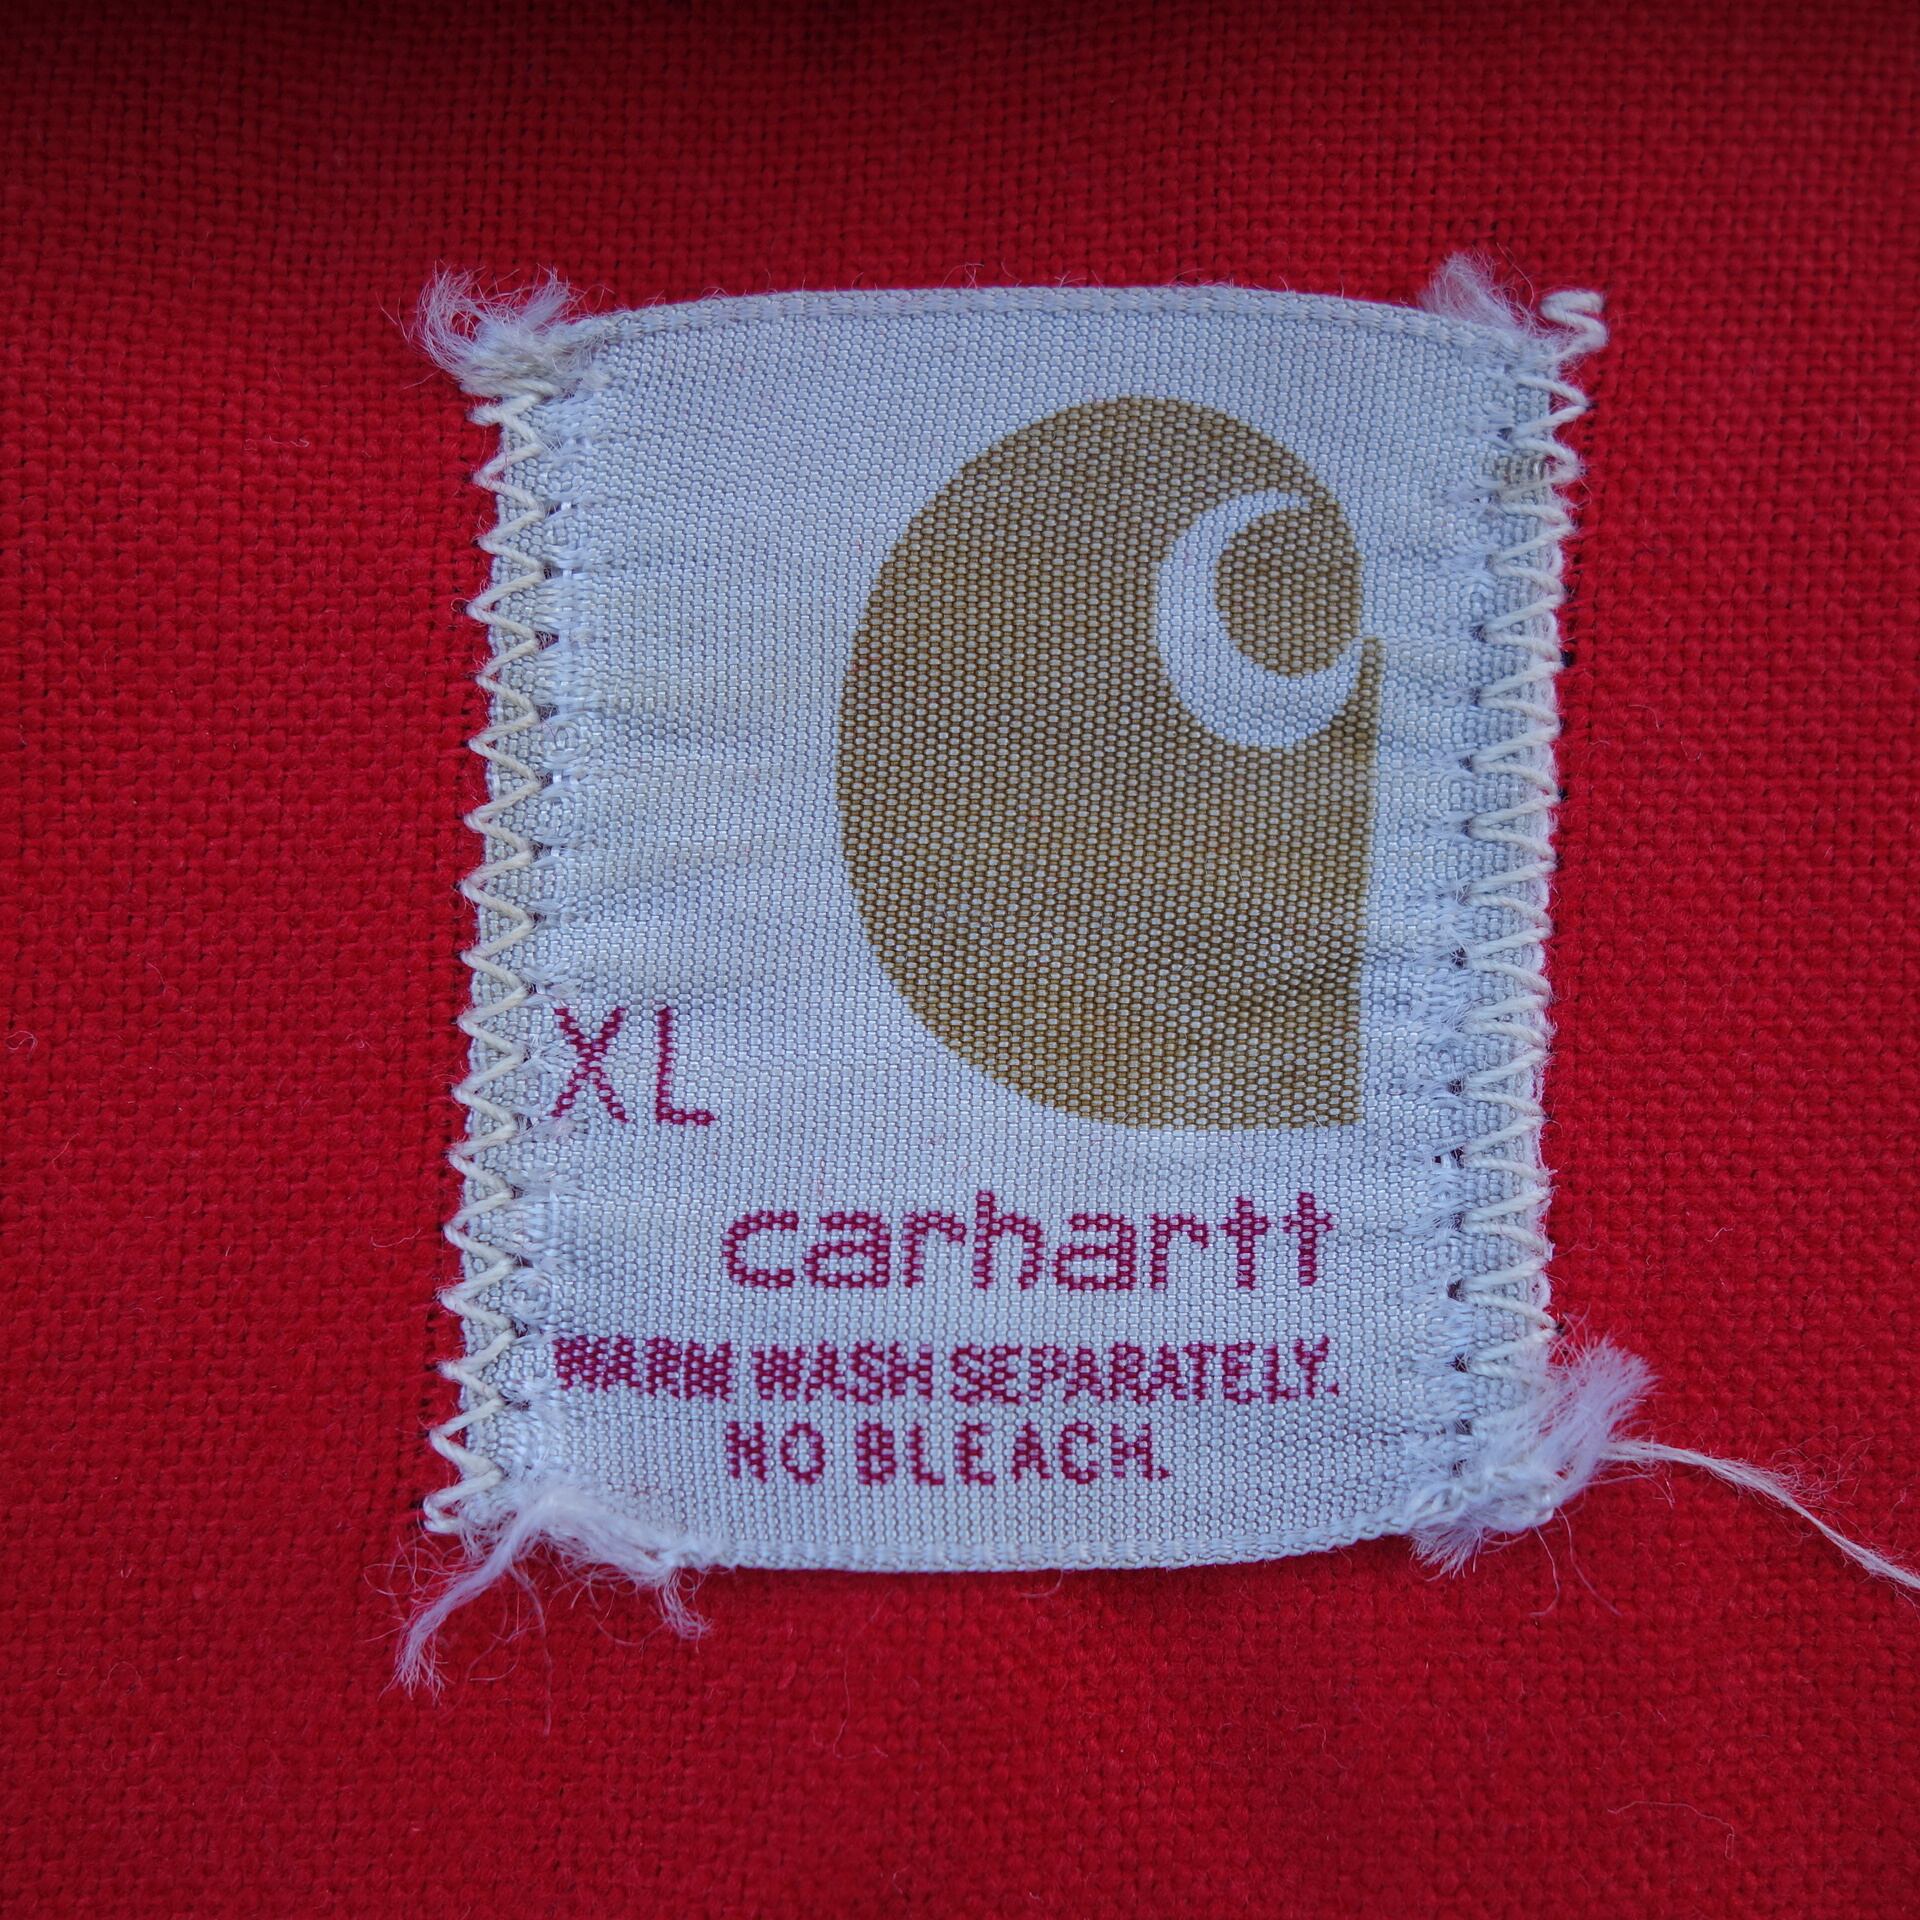 XL
carhartt
WARM WASH SEPARATELY.
NO BLEACH.